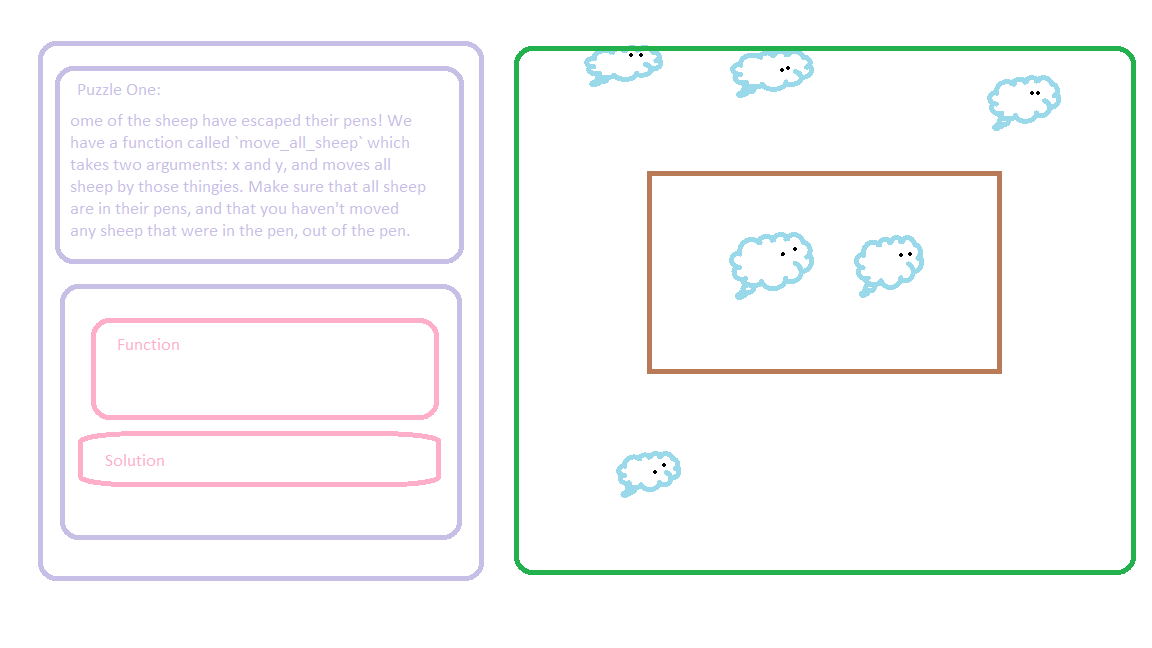 Puzzle One:
ome of the sheep have escaped their pens! We
have a function called `move_all_sheep` which
takes two arguments: x and y, and moves all
sheep by those thingies. Make sure that all sheep
are in their pens, and that you haven't moved
any sheep that were in the pen, out of the pen.
Function
Solution